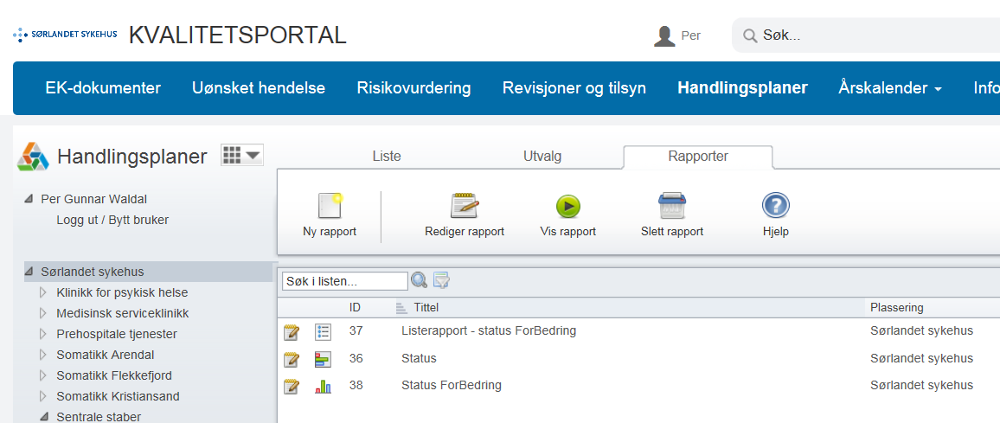 SØRLANDET SYKEHUS KVALITETSPORTAL Per Søk...
EK-dokumenter Uønsket hendelse Risikovurdering Revisjoner og tilsyn Handlingsplaner Årskalender Info
Handlingsplaner
Liste Utvalg Rapporter
Per Gunnar Waldal
Logg ut / Bytt bruker
Ny rapport Rediger rapport Vis rapport Slett rapport Hjelp
Sørlandet sykehus
Klinikk for psykisk helse
Medisinsk serviceklinikk
Prehospitale tjenester
Somatikk Arendal
Somatikk Flekkefjord
Somatikk Kristiansand
Sentrale staber
Søk i listen...
ID Tittel Plassering
37 Listerapport - status ForBedring Sørlandet sykehus
36 Status Sørlandet sykehus
38 Status ForBedring Sørlandet sykehus